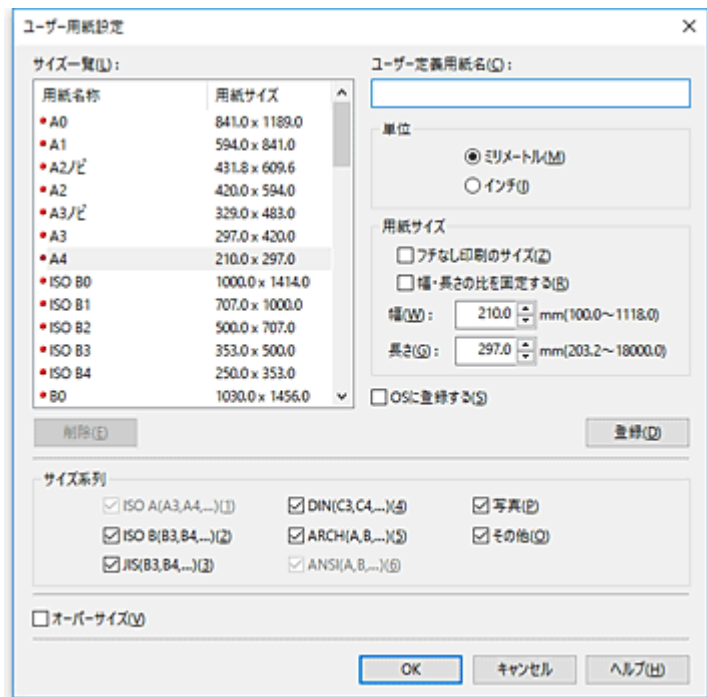 ユーザー用紙設定
サイズ一覧(L):
用紙名称 用紙サイズ
A0 841.0 x 1189.0
A1 594.0 x 841.0
A2ノビ 431.8 x 609.6
A2 420.0 x 594.0
A3ノビ 329.0 x 483.0
A3 297.0 x 420.0
A4 210.0 x 297.0
ISO B0 1000.0 x 1414.0
ISO B1 707.0 x 1000.0
ISO B2 500.0 x 707.0
ISO B3 353.0 x 500.0
ISO B4 250.0 x 353.0
B0 1030.0 x 1456.0
削除(E)
ユーザー定義用紙名(C):
単位
ミリメートル(M)
インチ(I)
用紙サイズ
フチなし印刷のサイズ(Z)
幅・長さの比を固定する(R)
幅(W): 210.0 mm(100.0～1118.0)
長さ(G): 297.0 mm(203.2～18000.0)
OSに登録する(S)
登録(D)
サイズ系列
ISO A(A3,A4,...)(1) DIN(C3,C4,...)(4) 写真(P)
ISO B(B3,B4,...)(2) ARCH(A,B,...)(5) その他(O)
JIS(B3,B4,...)(3) ANSI(A,B,...)(6)
オーバーサイズ(V)
OK キャンセル ヘルプ(H)